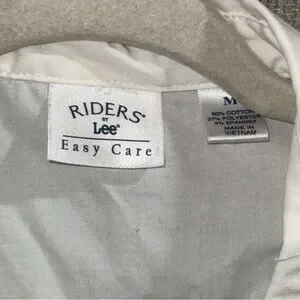 RIDERS®
BY
Lee®
Easy Care
M
60% COTTON
37% POLYESTER
3% SPANDEX
MADE IN
VIETNAM